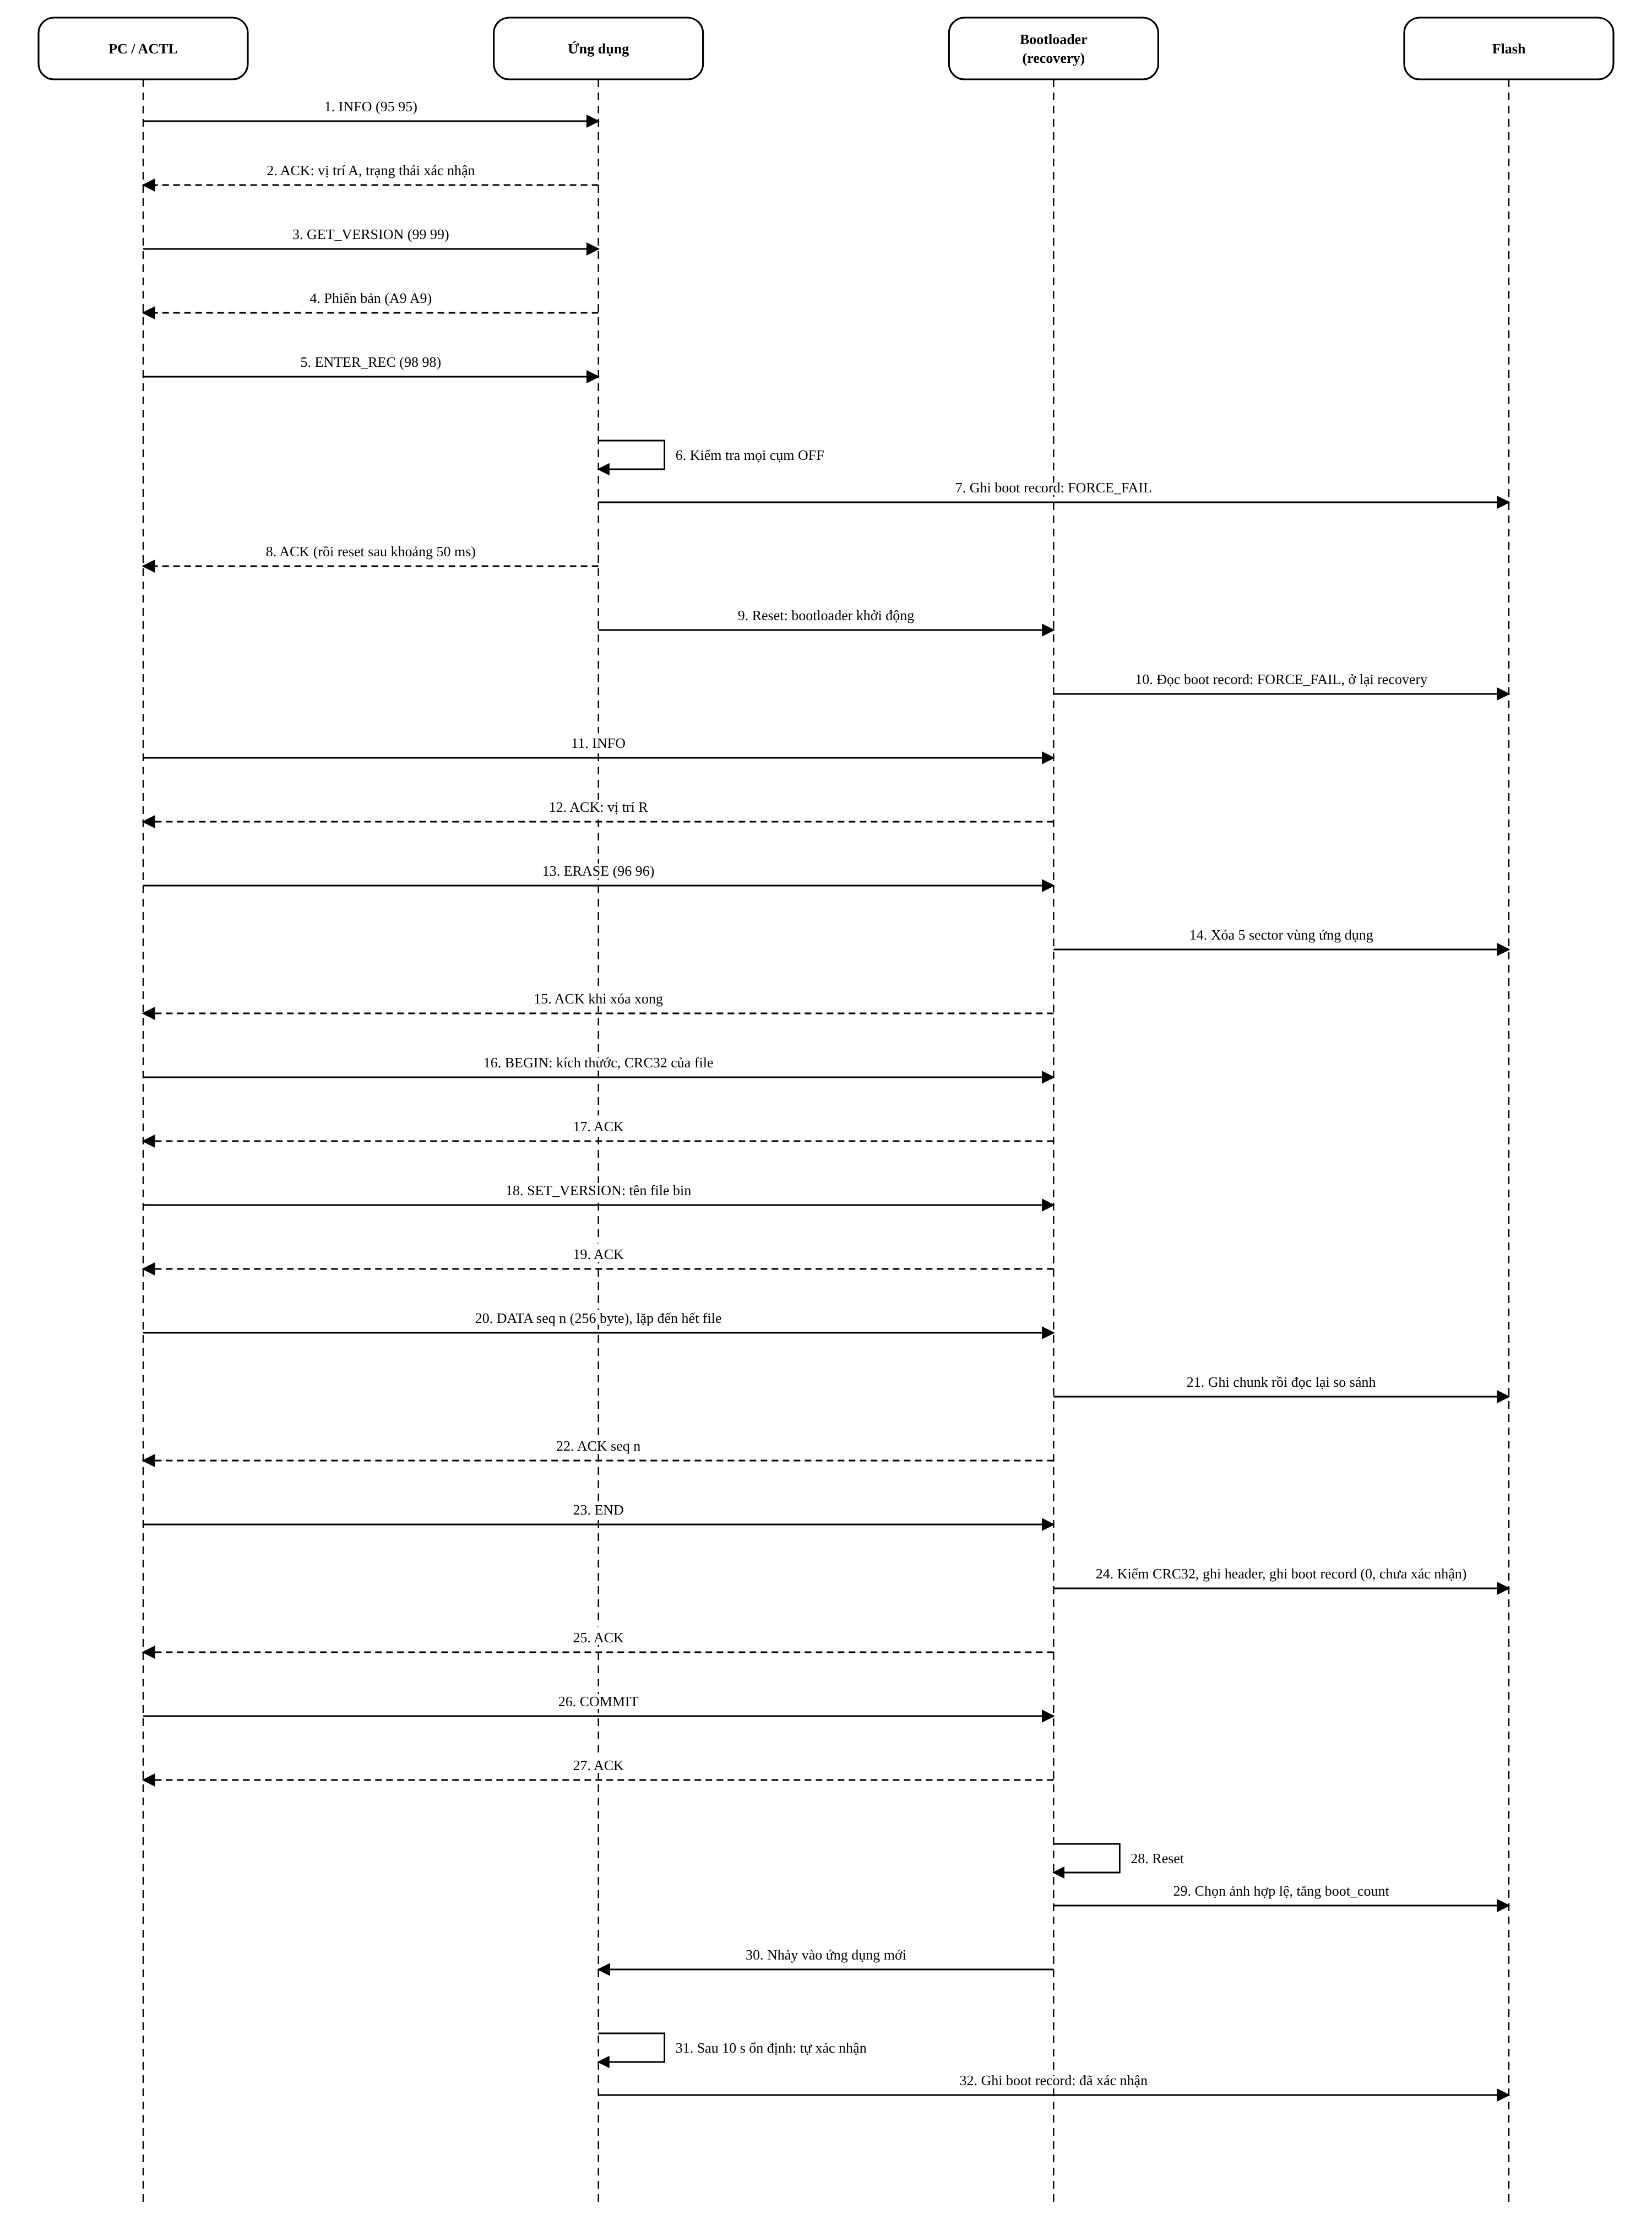 PC / ACTL
Ứng dụng
Bootloader
(recovery)
Flash
1. INFO (95 95)
2. ACK: vị trí A, trạng thái xác nhận
3. GET_VERSION (99 99)
4. Phiên bản (A9 A9)
5. ENTER_REC (98 98)
6. Kiểm tra mọi cụm OFF
7. Ghi boot record: FORCE_FAIL
8. ACK (rồi reset sau khoảng 50 ms)
9. Reset: bootloader khởi động
10. Đọc boot record: FORCE_FAIL, ở lại recovery
11. INFO
12. ACK: vị trí R
13. ERASE (96 96)
14. Xóa 5 sector vùng ứng dụng
15. ACK khi xóa xong
16. BEGIN: kích thước, CRC32 của file
17. ACK
18. SET_VERSION: tên file bin
19. ACK
20. DATA seq n (256 byte), lặp đến hết file
21. Ghi chunk rồi đọc lại so sánh
22. ACK seq n
23. END
24. Kiểm CRC32, ghi header, ghi boot record (0, chưa xác nhận)
25. ACK
26. COMMIT
27. ACK
28. Reset
29. Chọn ảnh hợp lệ, tăng boot_count
30. Nhảy vào ứng dụng mới
31. Sau 10 s ổn định: tự xác nhận
32. Ghi boot record: đã xác nhận